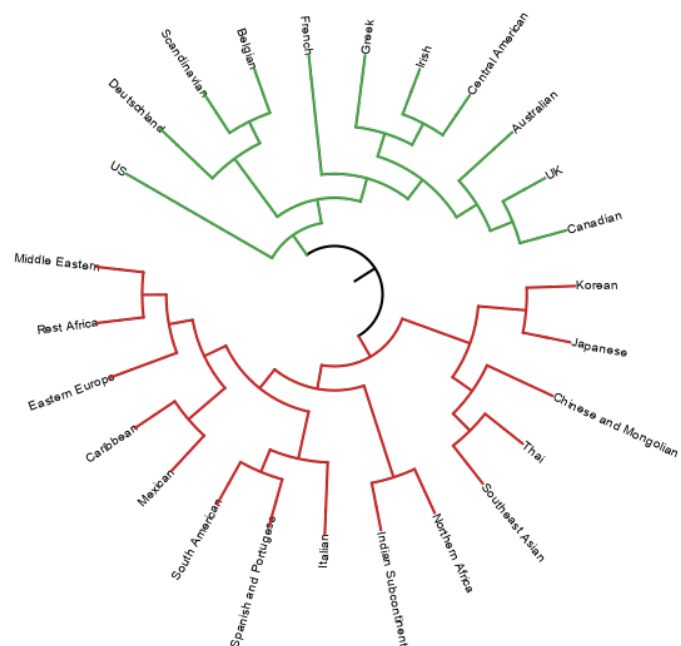 US
Deutschland
Scandinavian
Belgian
French
Greek
Irish
Central American
Australian
UK
Canadian
Korean
Japanese
Chinese and Mongolian
Thai
Southeast Asian
Northern Africa
Indian Subcontinent
Italian
Spanish and Portugese
South American
Mexican
Caribbean
Eastern Europe
Rest Africa
Middle Eastern